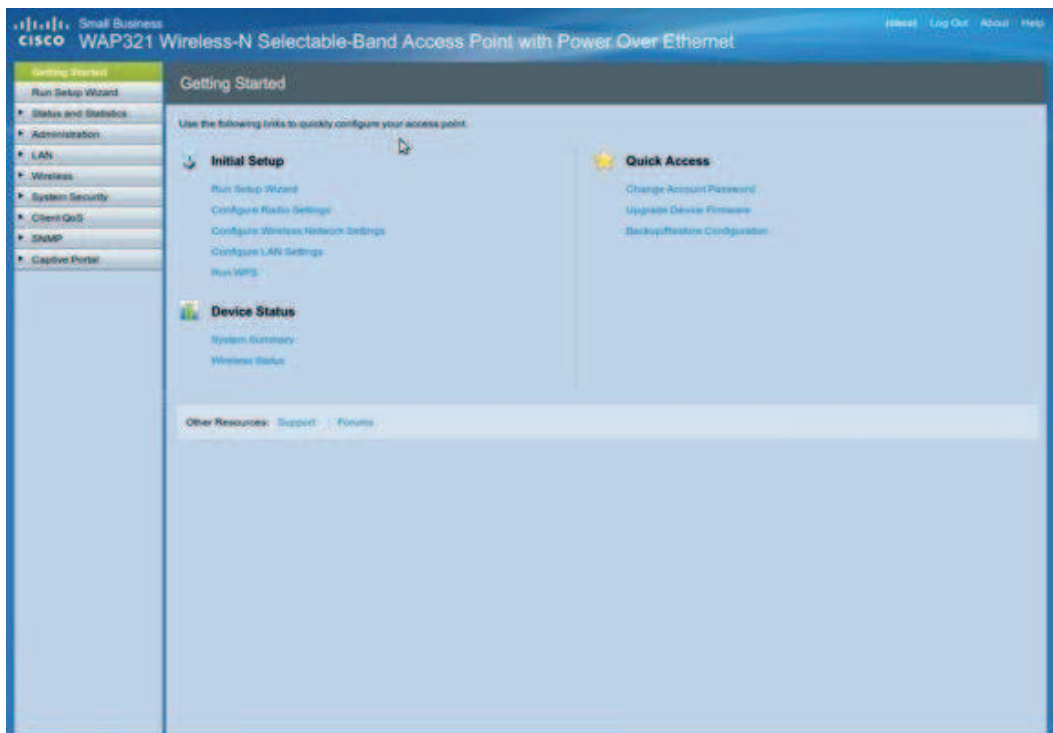 Small Business
CISCO WAP321 Wireless-N Selectable-Band Access Point with Power Over Ethernet
(cisco) Log Out About Help
Getting Started
Run Setup Wizard
Status and Statistics
Administration
LAN
Wireless
System Security
Client QoS
SNMP
Captive Portal
Getting Started
Use the following links to quickly configure your access point.
Initial Setup
Run Setup Wizard
Configure Radio Settings
Configure Wireless Network Settings
Configure LAN Settings
Run WPS
Device Status
System Summary
Wireless Status
Quick Access
Change Account Password
Upgrade Device Firmware
Backup/Restore Configuration
Other Resources: Support | Forums